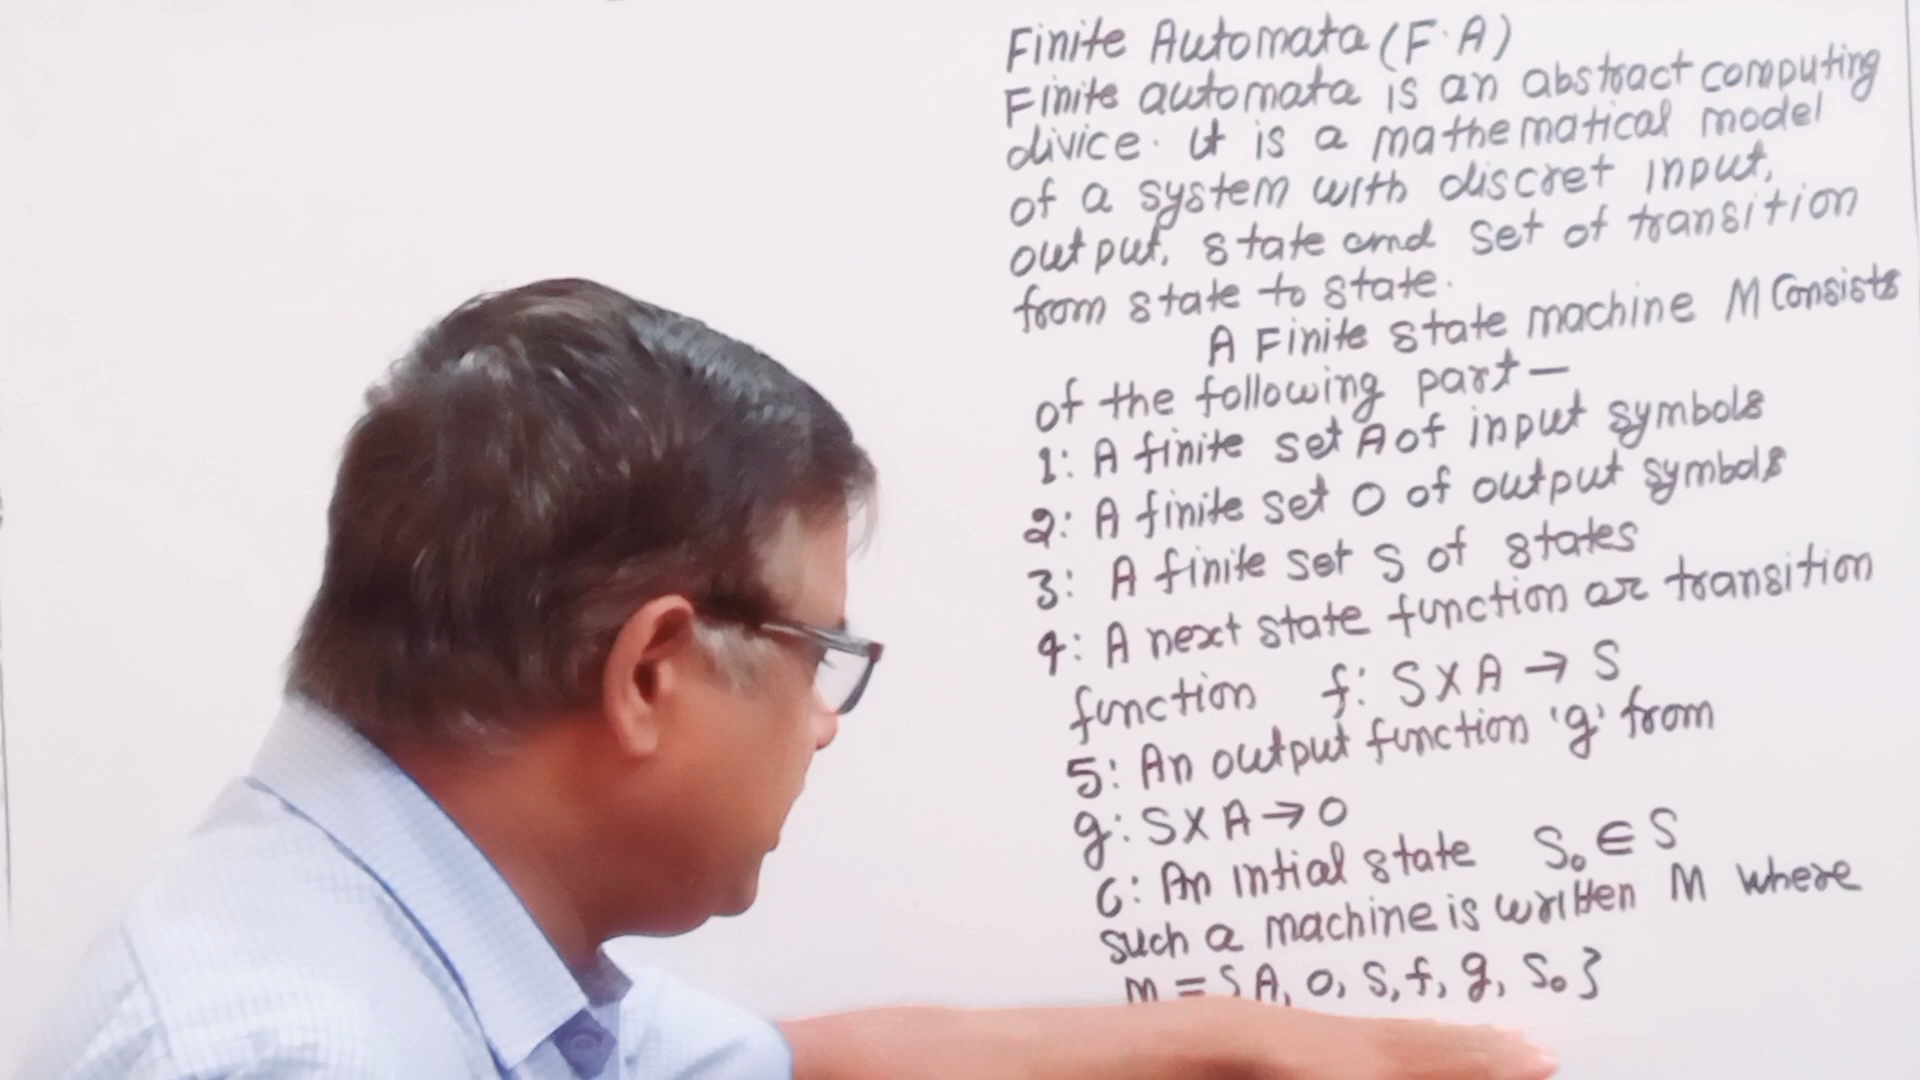 Finite Automata (F.A)
Finite automata is an abstract computing
divice. It is a mathematical model
of a system with discret input,
output, state and set of transition
from state to state.
A Finite state machine M Consists
of the following part —
1: A finite set A of input symbols
2: A finite set O of output symbols
3: A finite set S of states
4: A next state function or transition
function f: S X A → S
5: An output function 'g' from
g: S X A → O
6: An intial state S₀ ∈ S
such a machine is written M where
M = { A, O, S, f, g, S₀ }